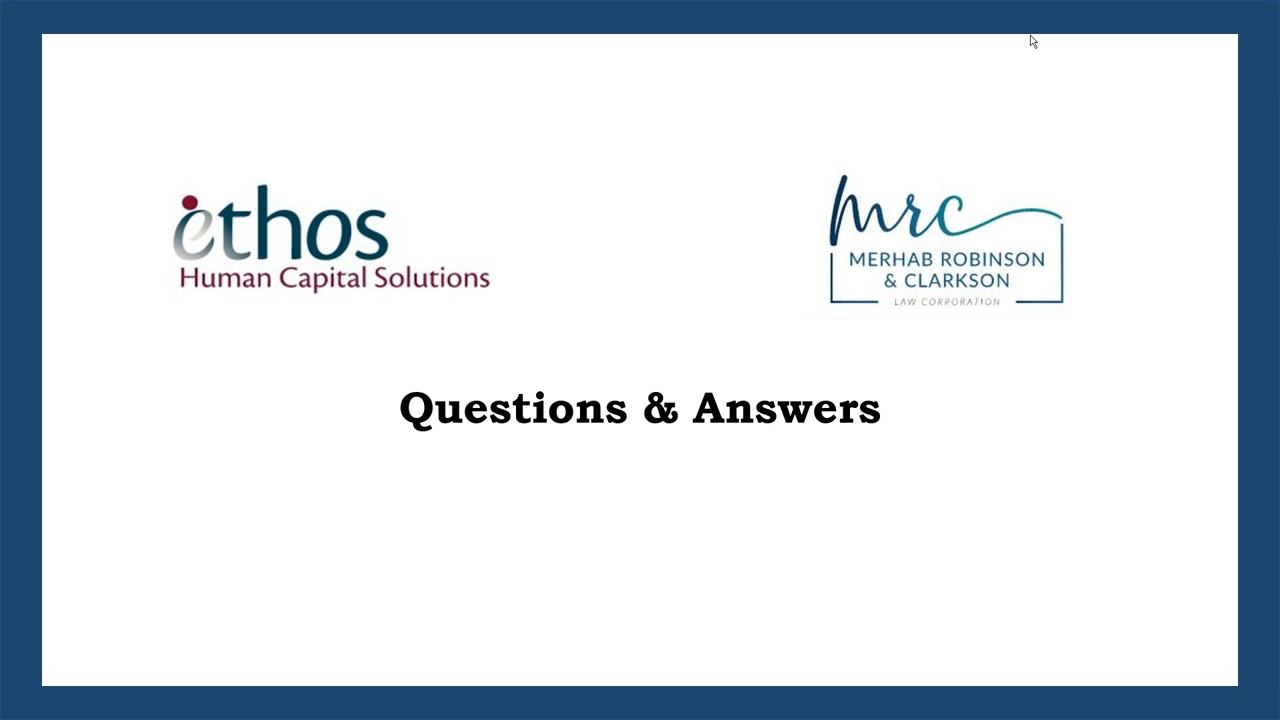 ethos
Human Capital Solutions
mrc
MERHAB ROBINSON
& CLARKSON
LAW CORPORATION
Questions & Answers